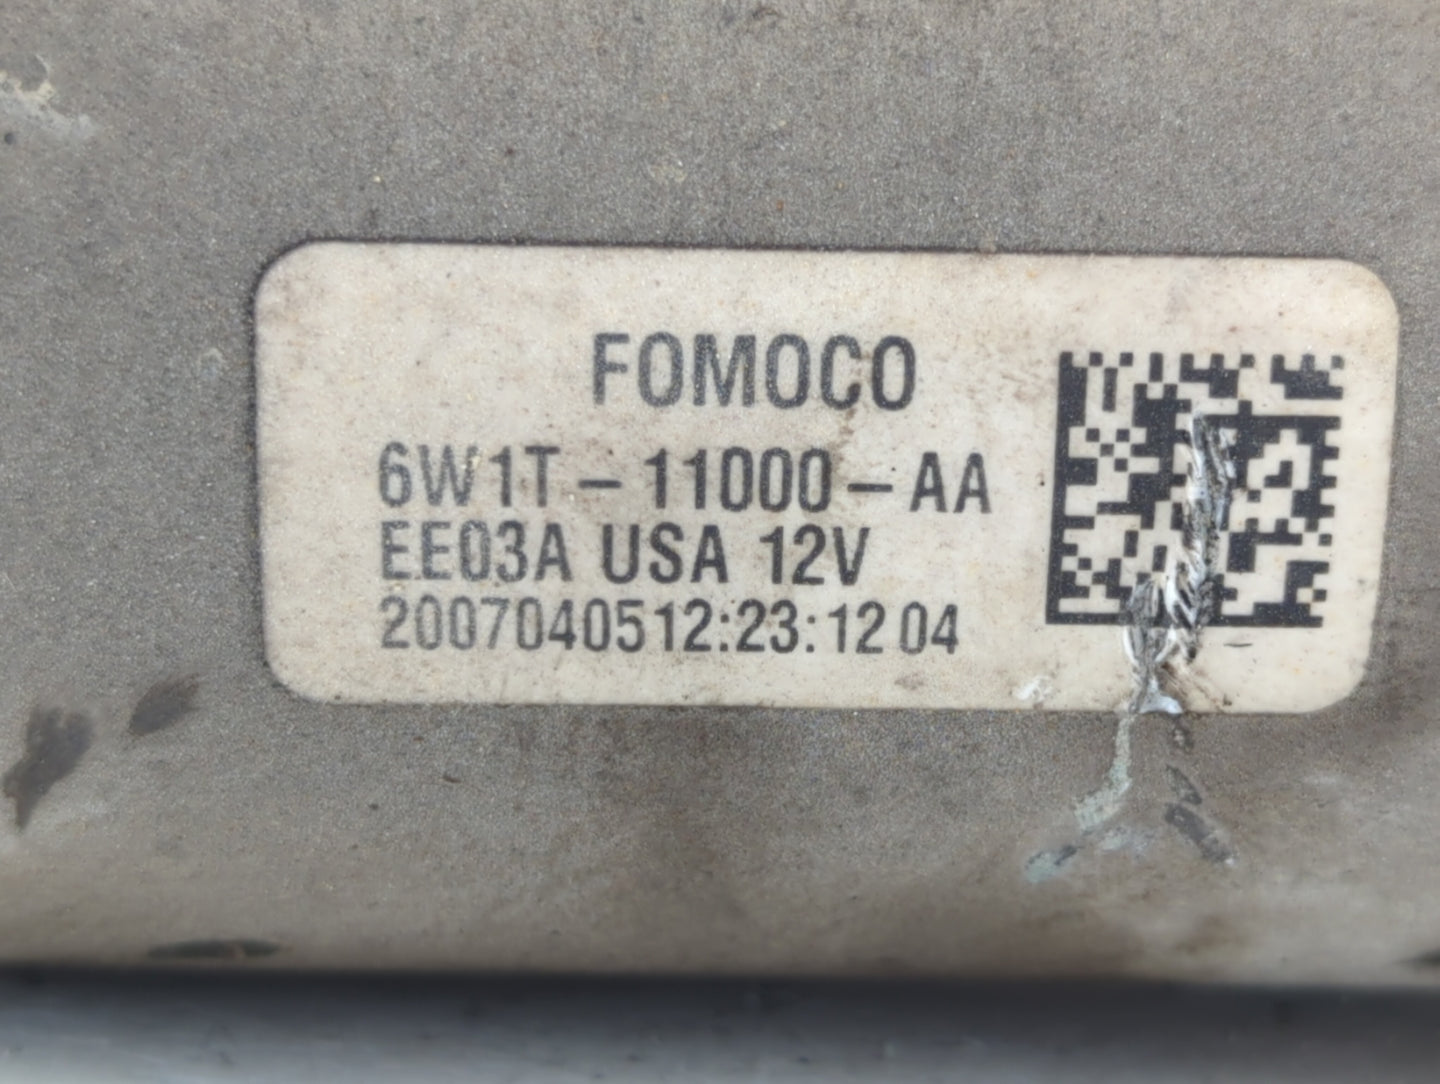 FOMOCO
6W1T-11000-AA
EE03A USA 12V
2007040512:23:12 04